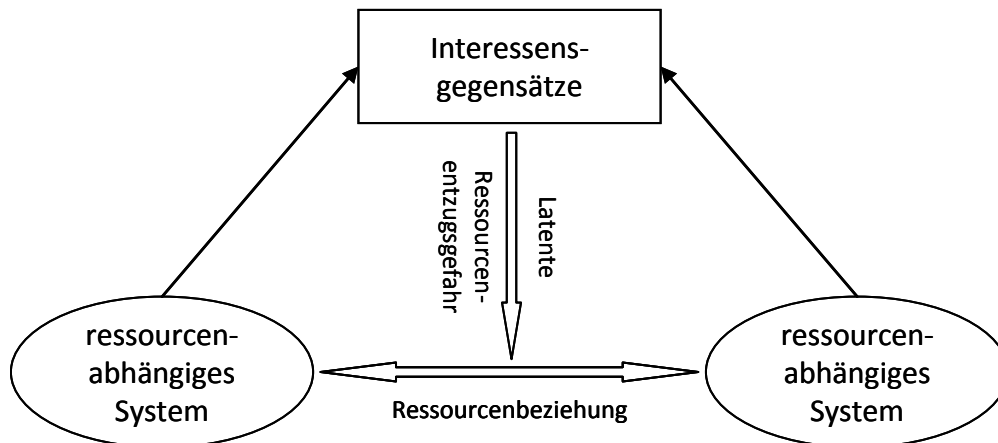 Interessens-
gegensätze
Latente
Ressourcen-
entzugsgefahr
ressourcen-
abhängiges
System
Ressourcenbeziehung
ressourcen-
abhängiges
System